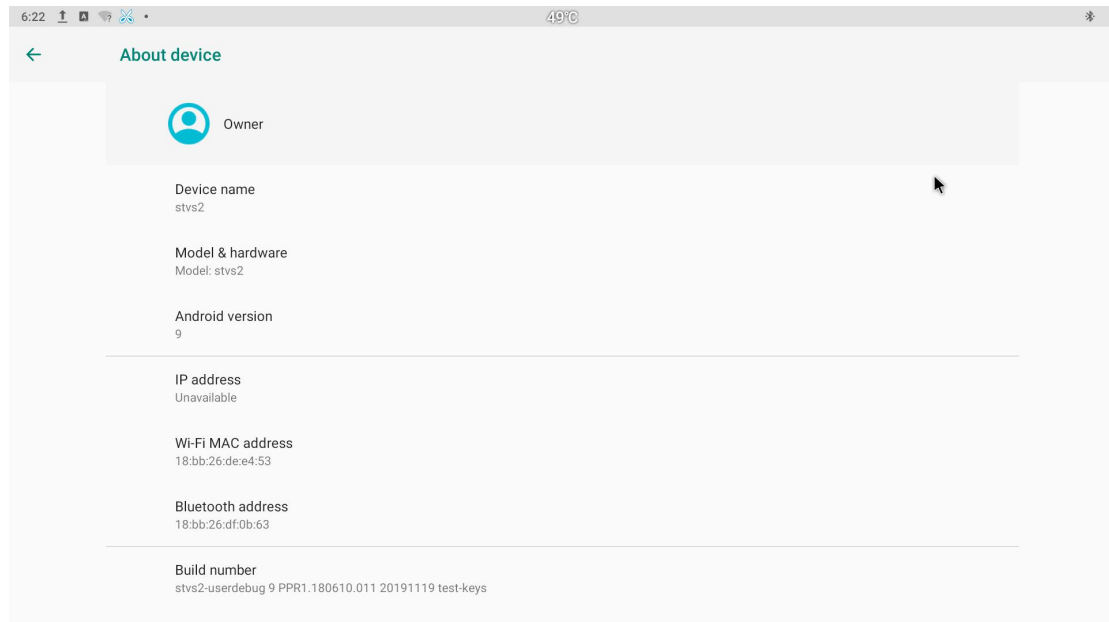 6:22
49°C
About device
Owner
Device name
stvs2
Model & hardware
Model: stvs2
Android version
9
IP address
Unavailable
Wi-Fi MAC address
18:bb:26:de:e4:53
Bluetooth address
18:bb:26:df:0b:63
Build number
stvs2-userdebug 9 PPR1.180610.011 20191119 test-keys